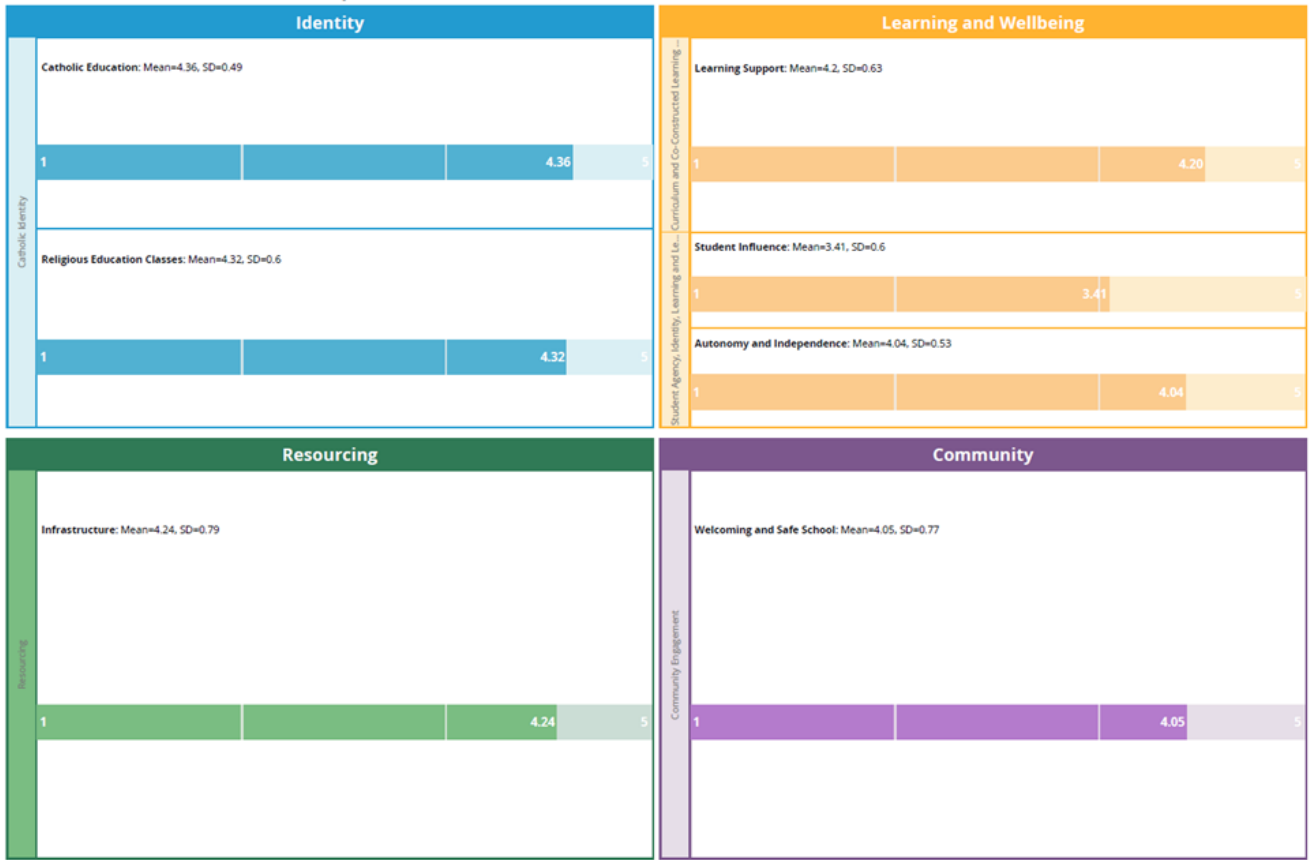 Identity
Catholic Identity
Catholic Education: Mean=4.36, SD=0.49
1 4.36 5
Religious Education Classes: Mean=4.32, SD=0.6
1 4.32 5
Learning and Wellbeing
Curriculum and Co-Constructed Learning ...
Learning Support: Mean=4.2, SD=0.63
1 4.20 5
Student Agency, Identity, Learning and Le...
Student Influence: Mean=3.41, SD=0.6
1 3.41 5
Autonomy and Independence: Mean=4.04, SD=0.53
1 4.04 5
Resourcing
Resourcing
Infrastructure: Mean=4.24, SD=0.79
1 4.24 5
Community
Community Engagement
Welcoming and Safe School: Mean=4.05, SD=0.77
1 4.05 5